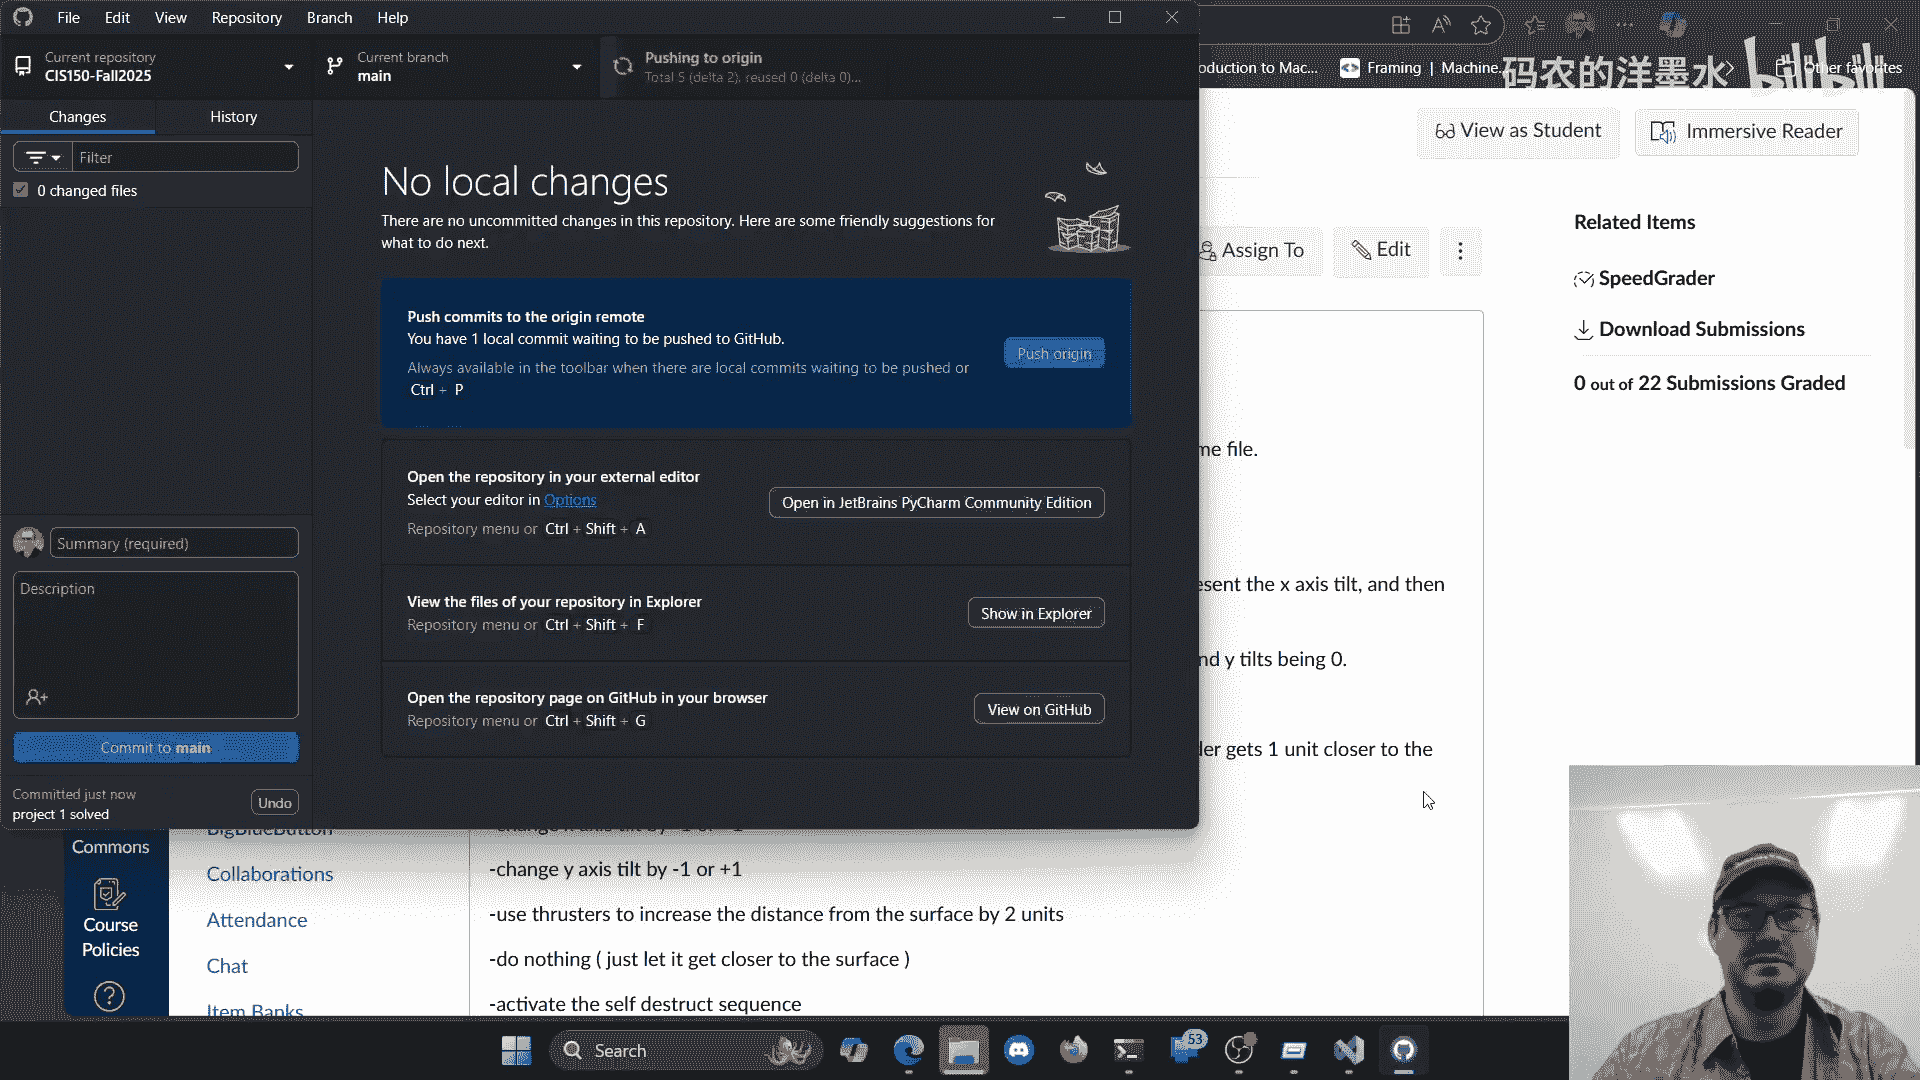 File Edit View Repository Branch Help
Current repository
CIS150-Fall2025
Current branch
main
Pushing to origin
Total 5 (delta 2), reused 0 (delta 0)...
Changes
History
Filter
0 changed files
No local changes
There are no uncommitted changes in this repository. Here are some friendly suggestions for
what to do next.
Push commits to the origin remote
You have 1 local commit waiting to be pushed to GitHub.
Always available in the toolbar when there are local commits waiting to be pushed or
Ctrl + P
Push origin
Open the repository in your external editor
Select your editor in Options
Repository menu or Ctrl + Shift + A
Open in JetBrains PyCharm Community Edition
View the files of your repository in Explorer
Repository menu or Ctrl + Shift + F
Show in Explorer
Open the repository page on GitHub in your browser
Repository menu or Ctrl + Shift + G
View on GitHub
Summary (required)
Description
Commit to main
Committed just now
project 1 solved
Undo
oduction to Mac...
Framing | Machine...
Other favorites
码农的洋墨水
bilibili
View as Student
Immersive Reader
Assign To
Edit
Related Items
SpeedGrader
Download Submissions
0 out of 22 Submissions Graded
me file.
esent the x axis tilt, and then
nd y tilts being 0.
der gets 1 unit closer to the
-change y axis tilt by -1 or +1
-use thrusters to increase the distance from the surface by 2 units
-do nothing ( just let it get closer to the surface )
-activate the self destruct sequence
BigBlueButton
Commons
Collaborations
Course
Policies
Attendance
Chat
Item Banks
Search
53